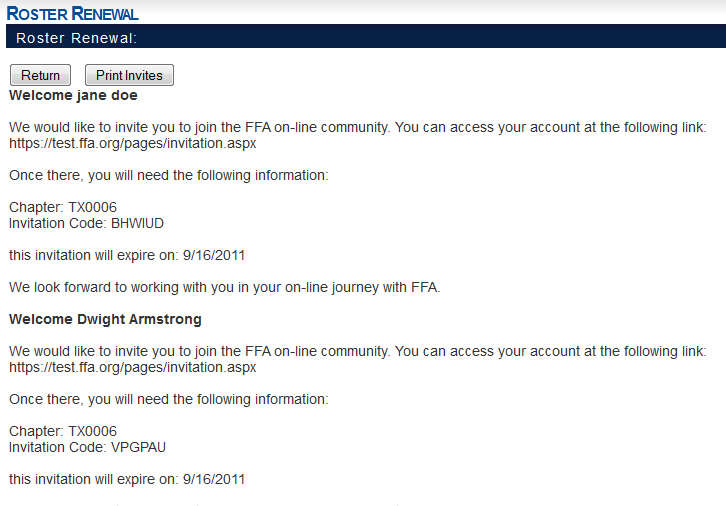 ROSTER RENEWAL
Roster Renewal:
Return Print Invites
Welcome jane doe
We would like to invite you to join the FFA on-line community. You can access your account at the following link:
https://test.ffa.org/pages/invitation.aspx
Once there, you will need the following information:
Chapter: TX0006
Invitation Code: BHWIUD
this invitation will expire on: 9/16/2011
We look forward to working with you in your on-line journey with FFA.
Welcome Dwight Armstrong
We would like to invite you to join the FFA on-line community. You can access your account at the following link:
https://test.ffa.org/pages/invitation.aspx
Once there, you will need the following information:
Chapter: TX0006
Invitation Code: VPGPAU
this invitation will expire on: 9/16/2011